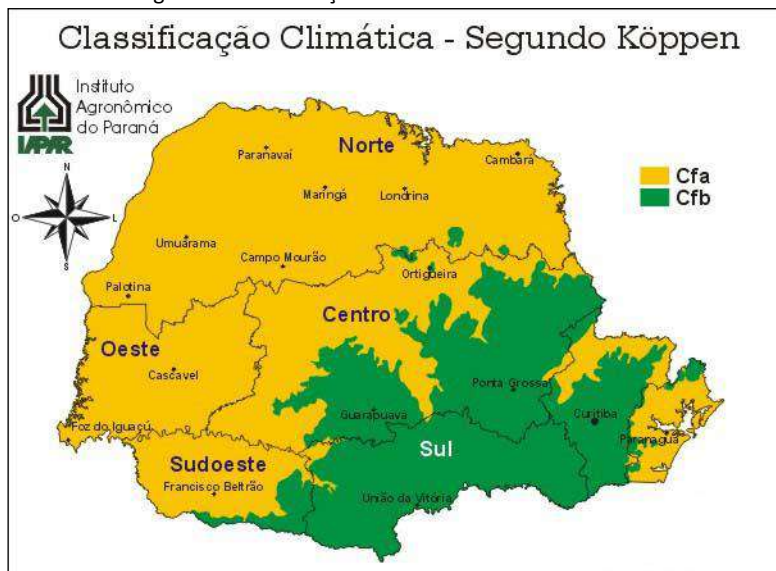 Classificação Climática - Segundo Köppen
Instituto
Agronômico
do Paraná
IAPAR
N
O
L
S
Cfa
Cfb
Norte
Paranavaí
Cambará
Maringá
Londrina
Umuarama
Campo Mourão
Ortigueira
Palotina
Centro
Oeste
Cascavel
Ponta Grossa
Guarapuava
Curitiba
Foz do Iguaçú
Paranaguá
Sul
Sudoeste
Francisco Beltrão
União da Vitória